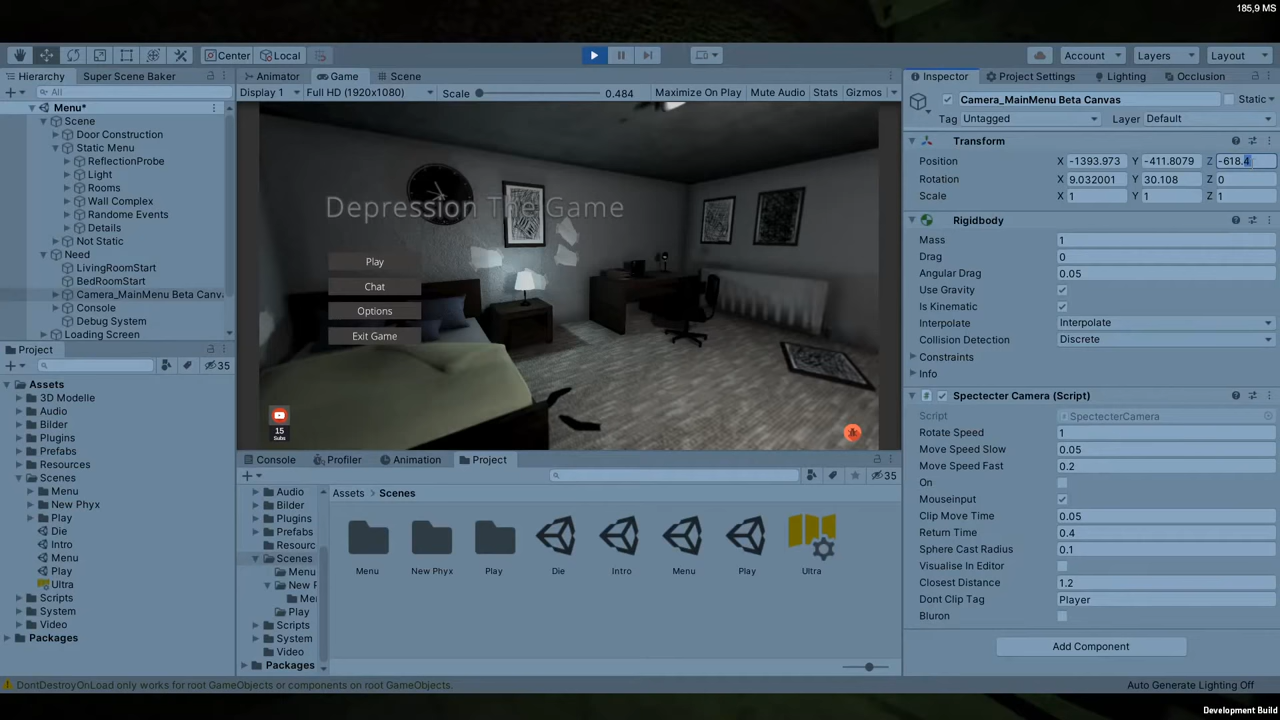 185,9 MS
Center Local Account Layers Layout
Hierarchy Super Scene Baker Animator Game Scene Inspector Project Settings Lighting Occlusion
All
Display 1 Full HD (1920x1080) Scale 0.484 Maximize On Play Mute Audio Stats Gizmos
Menu*
Scene
Door Construction
Static Menu
ReflectionProbe
Light
Rooms
Wall Complex
Randome Events
Details
Not Static
Need
LivingRoomStart
BedRoomStart
Camera_MainMenu Beta Canv
Console
Debug System
Loading Screen
Project
35
Assets
3D Modelle
Audio
Bilder
Plugins
Prefabs
Resources
Scenes
Menu
New Phyx
Play
Die
Intro
Menu
Play
Ultra
Scripts
System
Video
Packages
Depression The Game
Play
Chat
Options
Exit Game
15
Subs
Console Profiler Animation Project
35
Audio
Bilder
Plugins
Prefabs
Resourc
Scenes
Menu
New P
Me
Play
Scripts
System
Video
Packages
Assets > Scenes
Menu New Phyx Play Die Intro Menu Play Ultra
Camera_MainMenu Beta Canvas Static
Tag Untagged Layer Default
Transform
Position X -1393.973 Y -411.8079 Z -618.4
Rotation X 9.032001 Y 30.108 Z 0
Scale X 1 Y 1 Z 1
Rigidbody
Mass 1
Drag 0
Angular Drag 0.05
Use Gravity
Is Kinematic
Interpolate Interpolate
Collision Detection Discrete
Constraints
Info
Spectecter Camera (Script)
Script SpectecterCamera
Rotate Speed 1
Move Speed Slow 0.05
Move Speed Fast 0.2
On
Mouseinput
Clip Move Time 0.05
Return Time 0.4
Sphere Cast Radius 0.1
Visualise In Editor
Closest Distance 1.2
Dont Clip Tag Player
Bluron
Add Component
DontDestroyOnLoad only works for root GameObjects or components on root GameObjects.
Auto Generate Lighting Off
Development Build